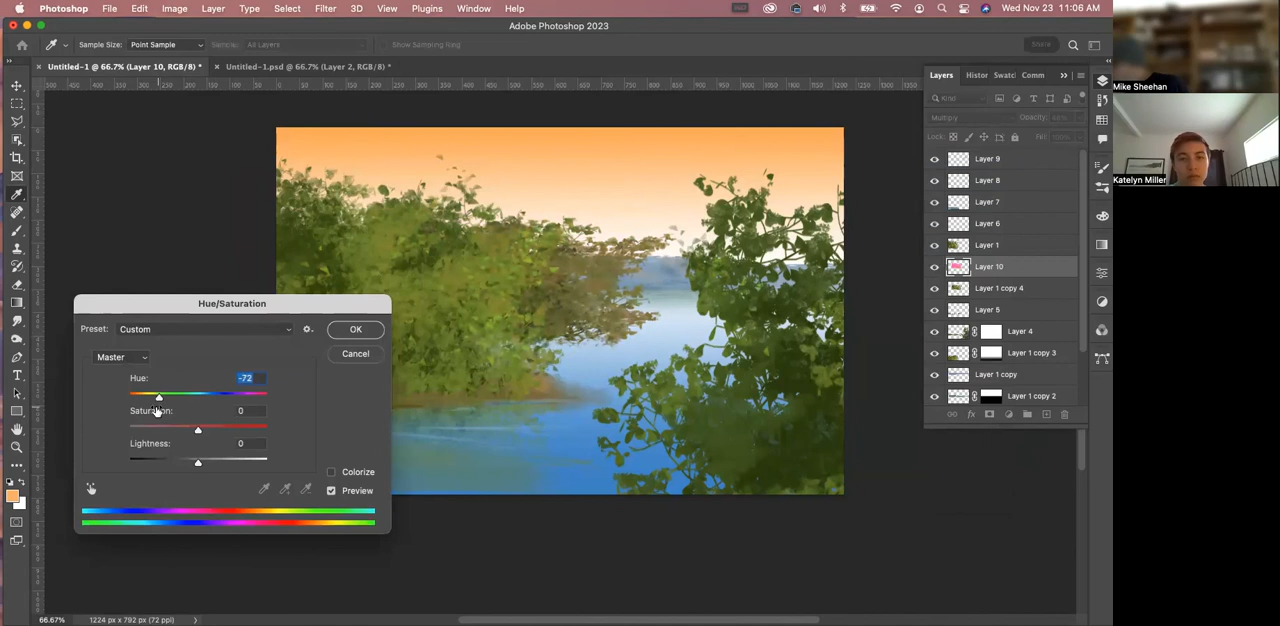 Photoshop File Edit Image Layer Type Select Filter 3D View Plugins Window Help Wed Nov 23 11:06 AM
Adobe Photoshop 2023
Sample Size: Point Sample Sample: All Layers Show Sampling Ring Share
× Untitled-1 @ 66.7% (Layer 10, RGB/8) * × Untitled-1.psd @ 66.7% (Layer 2, RGB/8) *
Layers Histor Swatc Comm
Kind
Multiply Opacity:
Lock: Fill: 100%
Layer 9
Layer 8
Layer 7
Layer 6
Layer 1
Layer 10
Layer 1 copy 4
Layer 5
Layer 4
Layer 1 copy 3
Layer 1 copy
Layer 1 copy 2
Hue/Saturation
Preset: Custom OK
Cancel
Master
Hue: -72
Saturation: 0
Lightness: 0
Colorize
Preview
66.67% 1224 px x 792 px (72 ppi)
Mike Sheehan
Katelyn Miller